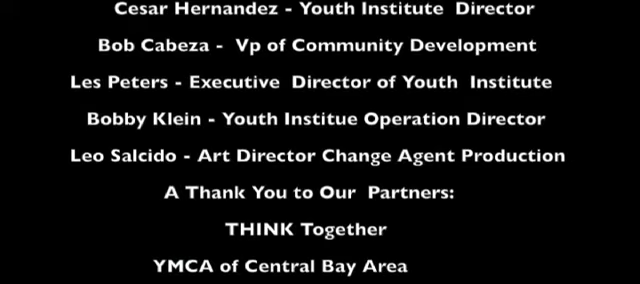 Cesar Hernandez - Youth Institute Director
Bob Cabeza - Vp of Community Development
Les Peters - Executive Director of Youth Institute
Bobby Klein - Youth Institue Operation Director
Leo Salcido - Art Director Change Agent Production
A Thank You to Our Partners:
THINK Together
YMCA of Central Bay Area